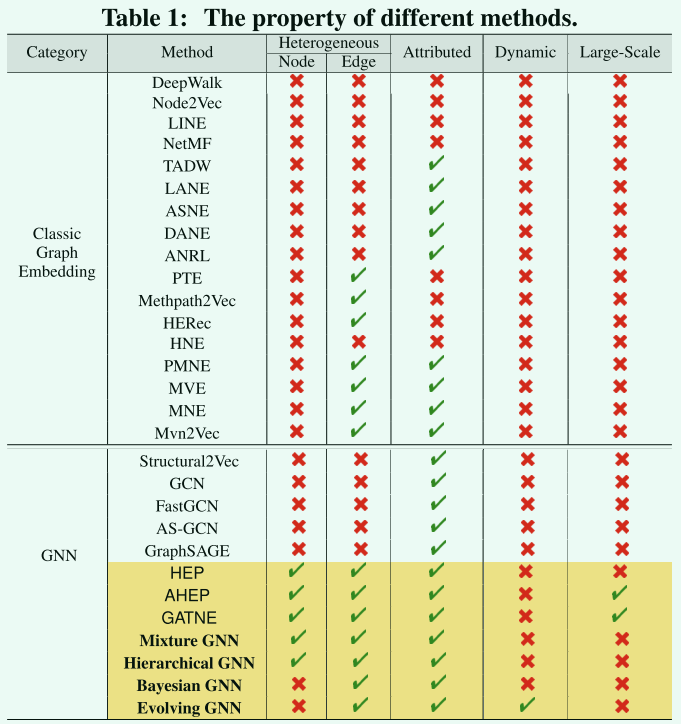 Table 1: The property of different methods.
Category Method Heterogeneous Attributed Dynamic Large-Scale
Node Edge
DeepWalk ✖ ✖ ✖ ✖ ✖
Node2Vec ✖ ✖ ✖ ✖ ✖
LINE ✖ ✖ ✖ ✖ ✖
NetMF ✖ ✖ ✖ ✖ ✖
TADW ✖ ✖ ✓ ✖ ✖
LANE ✖ ✖ ✓ ✖ ✖
ASNE ✖ ✖ ✓ ✖ ✖
Classic
Graph
Embedding
DANE ✖ ✖ ✓ ✖ ✖
ANRL ✖ ✖ ✓ ✖ ✖
PTE ✖ ✓ ✖ ✖ ✖
Methpath2Vec ✖ ✓ ✖ ✖ ✖
HERec ✖ ✓ ✖ ✖ ✖
HNE ✖ ✖ ✖ ✖ ✖
PMNE ✖ ✓ ✓ ✖ ✖
MVE ✖ ✓ ✓ ✖ ✖
MNE ✖ ✓ ✓ ✖ ✖
Mvn2Vec ✖ ✓ ✓ ✖ ✖
Structural2Vec ✖ ✖ ✓ ✖ ✖
GCN ✖ ✖ ✓ ✖ ✖
FastGCN ✖ ✖ ✓ ✖ ✖
AS-GCN ✖ ✖ ✓ ✖ ✖
GNN GraphSAGE ✖ ✖ ✓ ✖ ✖
HEP ✓ ✓ ✓ ✖ ✖
AHEP ✓ ✓ ✓ ✖ ✓
GATNE ✓ ✓ ✓ ✖ ✓
Mixture GNN ✓ ✓ ✓ ✖ ✖
Hierarchical GNN ✓ ✓ ✓ ✖ ✖
Bayesian GNN ✖ ✓ ✓ ✖ ✖
Evolving GNN ✖ ✓ ✓ ✓ ✖